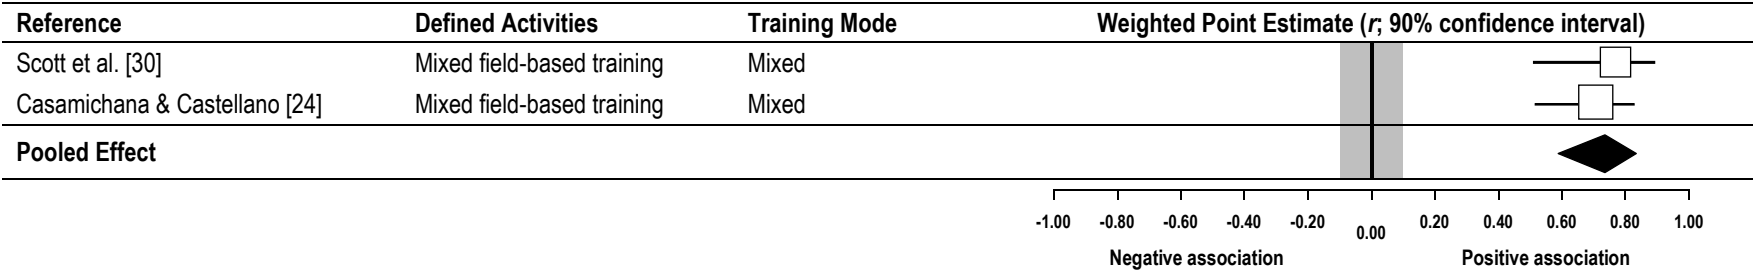 Reference Defined Activities Training Mode Weighted Point Estimate (r; 90% confidence interval)
Scott et al. [30] Mixed field-based training Mixed
Casamichana & Castellano [24] Mixed field-based training Mixed
Pooled Effect
-1.00 -0.80 -0.60 -0.40 -0.20 0.00 0.20 0.40 0.60 0.80 1.00
Negative association Positive association